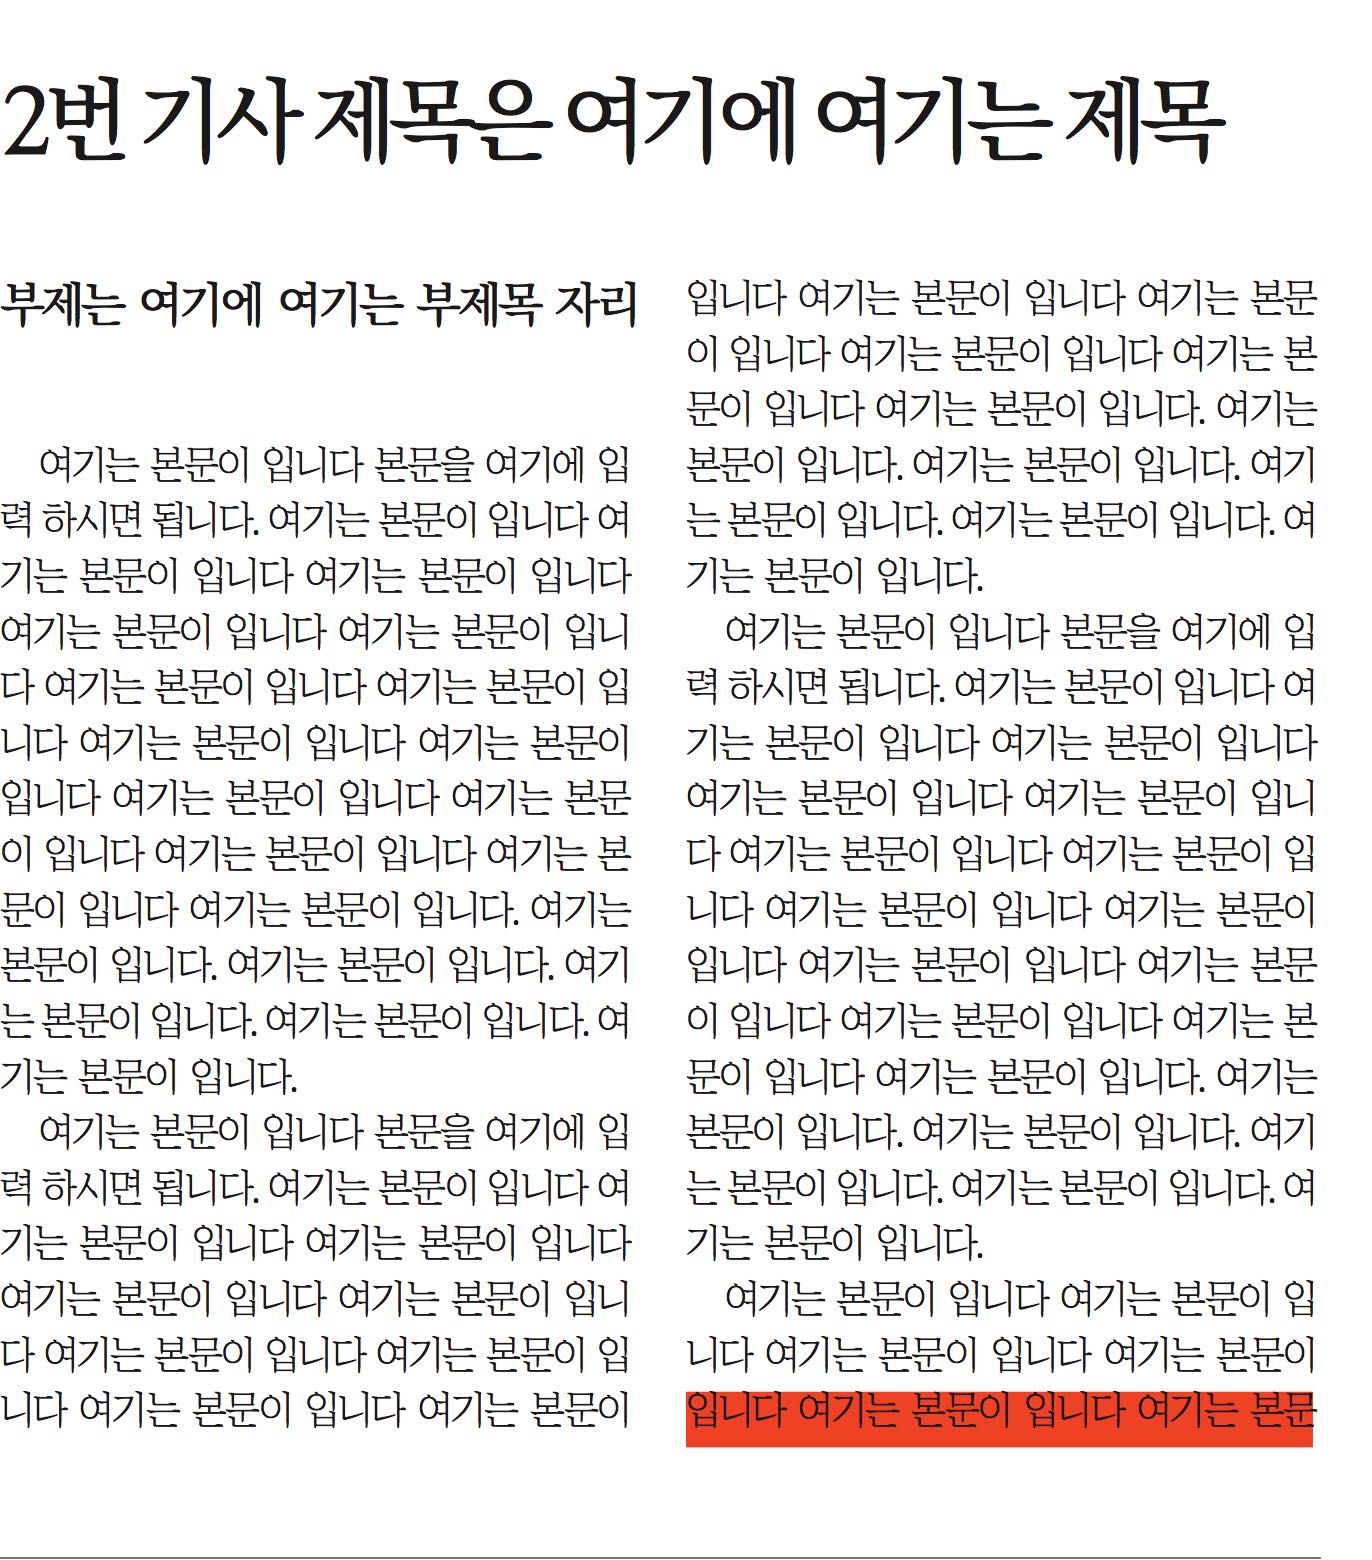 2번 기사 제목은 여기에 여기는 제목
부제는 여기에 여기는 부제목 자리
여기는 본문이 입니다 본문을 여기에 입
력 하시면 됩니다. 여기는 본문이 입니다 여
기는 본문이 입니다 여기는 본문이 입니다
여기는 본문이 입니다 여기는 본문이 입니
다 여기는 본문이 입니다 여기는 본문이 입
니다 여기는 본문이 입니다 여기는 본문이
입니다 여기는 본문이 입니다 여기는 본문
이 입니다 여기는 본문이 입니다 여기는 본
문이 입니다 여기는 본문이 입니다. 여기는
본문이 입니다. 여기는 본문이 입니다. 여기
는 본문이 입니다. 여기는 본문이 입니다. 여
기는 본문이 입니다.
여기는 본문이 입니다 본문을 여기에 입
력 하시면 됩니다. 여기는 본문이 입니다 여
기는 본문이 입니다 여기는 본문이 입니다
여기는 본문이 입니다 여기는 본문이 입니
다 여기는 본문이 입니다 여기는 본문이 입
니다 여기는 본문이 입니다 여기는 본문이
입니다 여기는 본문이 입니다 여기는 본문
이 입니다 여기는 본문이 입니다 여기는 본
문이 입니다 여기는 본문이 입니다. 여기는
본문이 입니다. 여기는 본문이 입니다. 여기
는 본문이 입니다. 여기는 본문이 입니다. 여
기는 본문이 입니다.
여기는 본문이 입니다 본문을 여기에 입
력 하시면 됩니다. 여기는 본문이 입니다 여
기는 본문이 입니다 여기는 본문이 입니다
여기는 본문이 입니다 여기는 본문이 입니
다 여기는 본문이 입니다 여기는 본문이 입
니다 여기는 본문이 입니다 여기는 본문이
입니다 여기는 본문이 입니다 여기는 본문
이 입니다 여기는 본문이 입니다 여기는 본
문이 입니다 여기는 본문이 입니다. 여기는
본문이 입니다. 여기는 본문이 입니다. 여기
는 본문이 입니다. 여기는 본문이 입니다. 여
기는 본문이 입니다.
여기는 본문이 입니다 여기는 본문이 입
니다 여기는 본문이 입니다 여기는 본문이
입니다 여기는 본문이 입니다 여기는 본문